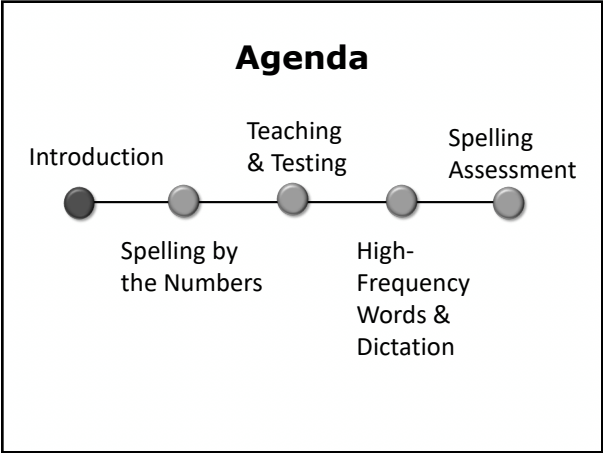 Agenda
Introduction
Spelling by
the Numbers
Teaching
& Testing
High-
Frequency
Words &
Dictation
Spelling
Assessment